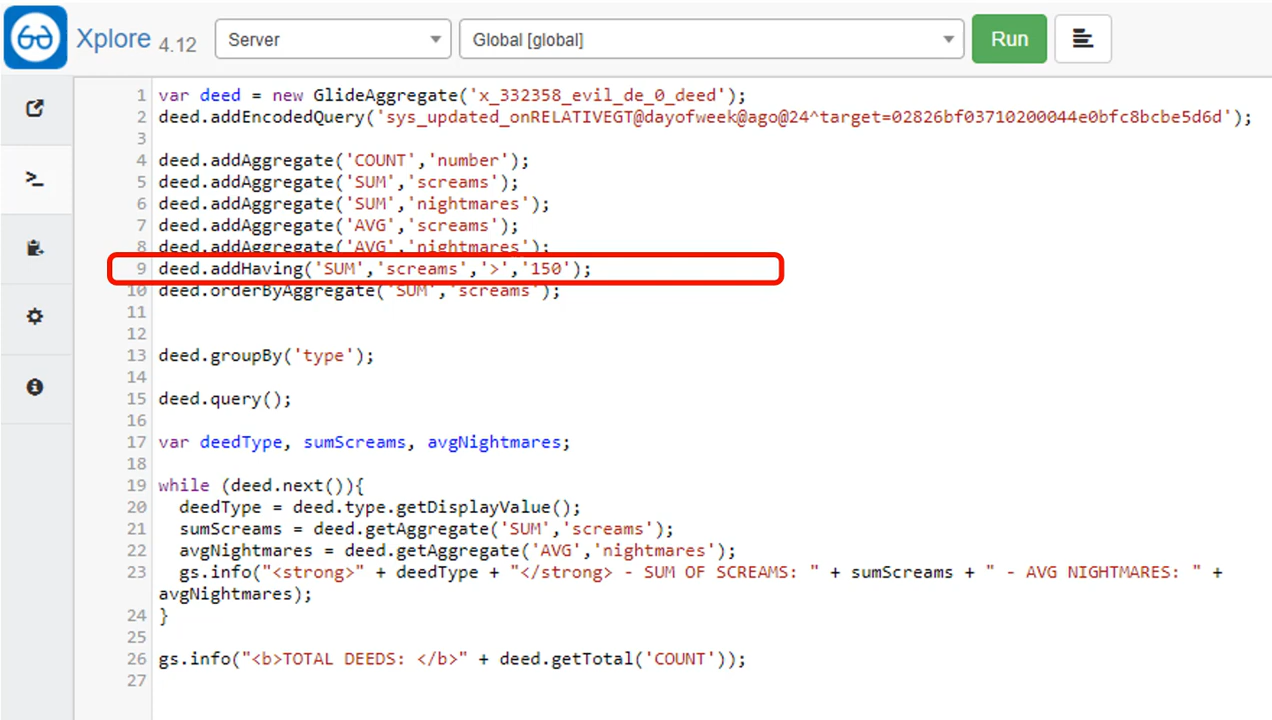 Xplore 4.12 Server Global [global] Run
1 var deed = new GlideAggregate('x_332358_evil_de_0_deed');
2 deed.addEncodedQuery('sys_updated_onRELATIVEGT@dayofweek@ago@24^target=02826bf03710200044e0bfc8bcbe5d6d');
3
4 deed.addAggregate('COUNT','number');
5 deed.addAggregate('SUM','screams');
6 deed.addAggregate('SUM','nightmares');
7 deed.addAggregate('AVG','screams');
8 deed.addAggregate('AVG','nightmares');
9 deed.addHaving('SUM','screams','>','150');
10 deed.orderByAggregate('SUM','screams');
11
12
13 deed.groupBy('type');
14
15 deed.query();
16
17 var deedType, sumScreams, avgNightmares;
18
19 while (deed.next()){
20 deedType = deed.type.getDisplayValue();
21 sumScreams = deed.getAggregate('SUM','screams');
22 avgNightmares = deed.getAggregate('AVG','nightmares');
23 gs.info("<strong>" + deedType + "</strong> - SUM OF SCREAMS: " + sumScreams + " - AVG NIGHTMARES: " +
avgNightmares);
24 }
25
26 gs.info("<b>TOTAL DEEDS: </b>" + deed.getTotal('COUNT'));
27